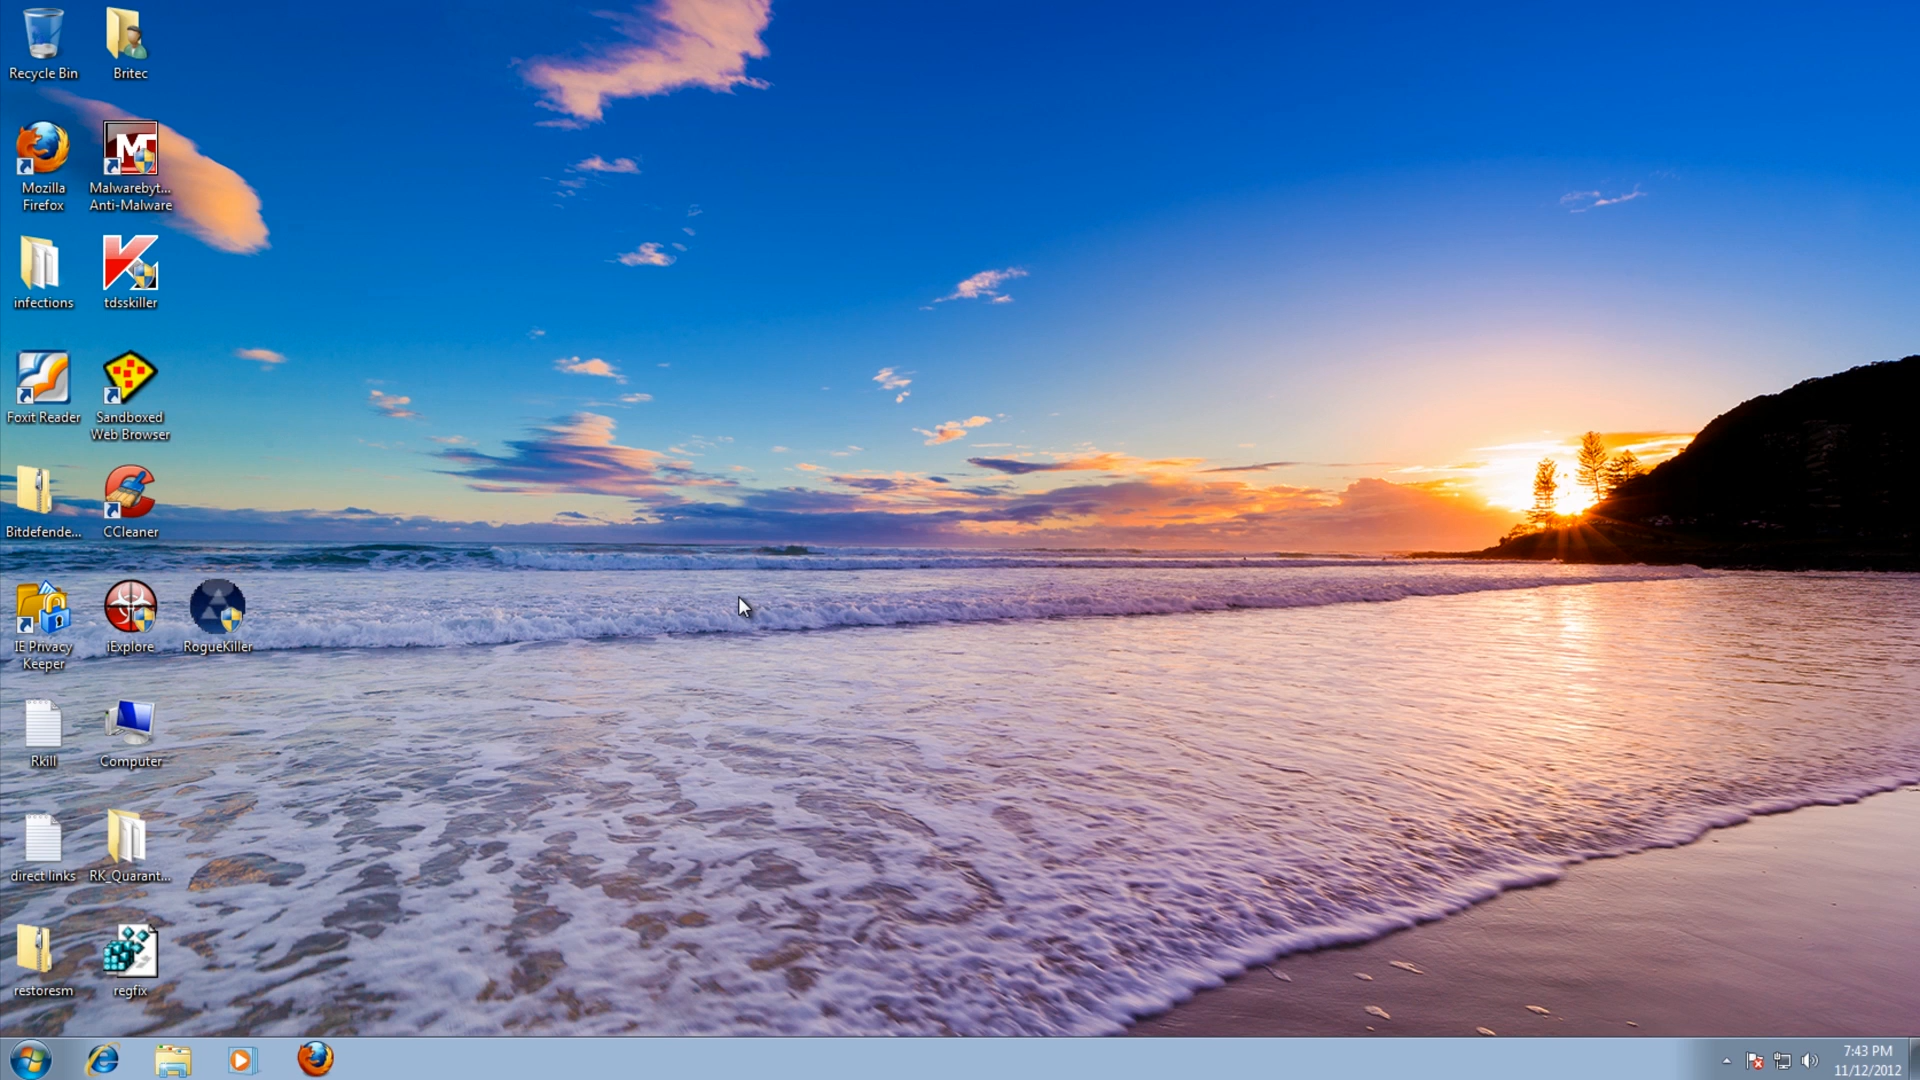 Recycle Bin
Britec
Mozilla
Firefox
Malwarebyt...
Anti-Malware
infections
tdsskiller
Foxit Reader
Sandboxed
Web Browser
Bitdefende...
CCleaner
IE Privacy
Keeper
iExplore
RogueKiller
Rkill
Computer
direct links
RK_Quarant...
restoresm
regfix
7:43 PM
11/12/2012